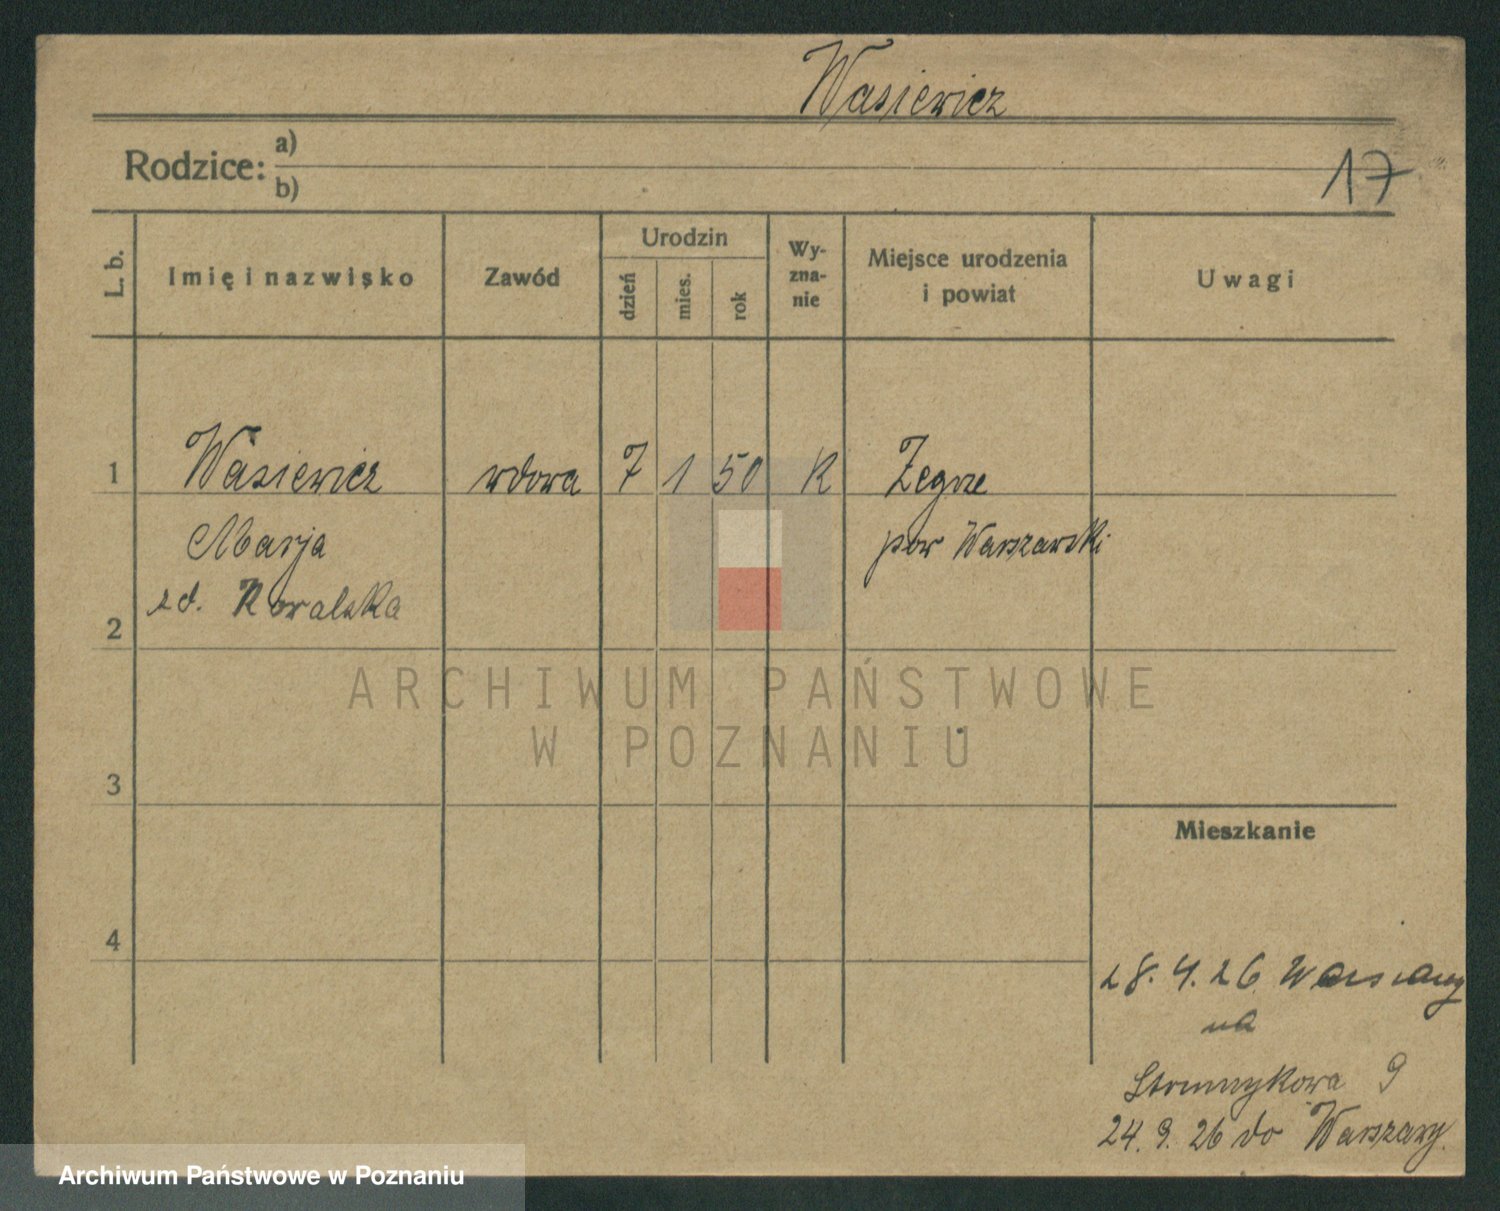 Wasiewicz
Rodzice: a)
b)
17
L. b.
Imię i nazwisko
Zawód
Urodzin
dzień
mies.
rok
Wy-
zna-
nie
Miejsce urodzenia
i powiat
Uwagi
1 Wasiewicz wdowa 7 1 50 K Zegrze
Marja pow Warszawski
zd. Kowalska
2
3
Mieszkanie
4
28.4.26 Warszawy
na
Strumykowa 9
24.9.26 do Warszawy.
ARCHIWUM PAŃSTWOWE
W POZNANIU
Archiwum Państwowe w Poznaniu